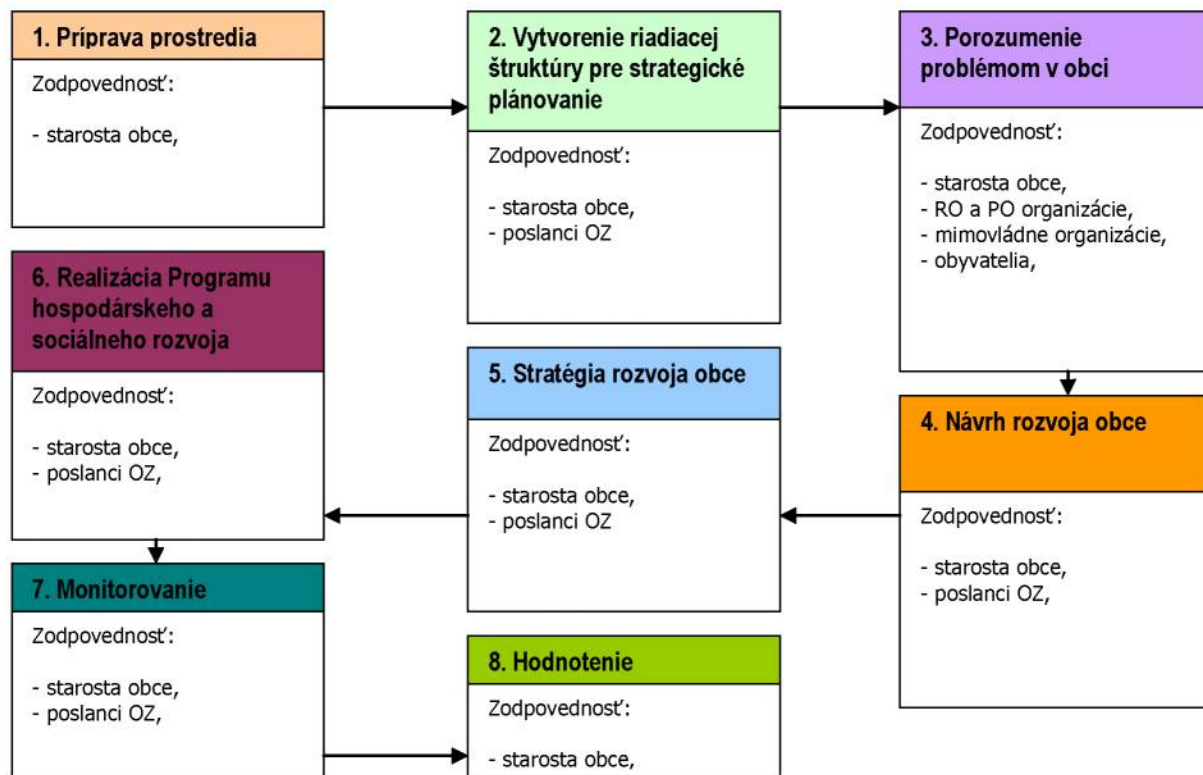 1. Príprava prostredia
Zodpovednosť:
- starosta obce,
2. Vytvorenie riadiacej
štruktúry pre strategické
plánovanie
Zodpovednosť:
- starosta obce,
- poslanci OZ
3. Porozumenie
problémom v obci
Zodpovednosť:
- starosta obce,
- RO a PO organizácie,
- mimovládne organizácie,
- obyvatelia,
4. Návrh rozvoja obce
Zodpovednosť:
- starosta obce,
- poslanci OZ,
5. Stratégia rozvoja obce
Zodpovednosť:
- starosta obce,
- poslanci OZ
6. Realizácia Programu
hospodárskeho a
sociálneho rozvoja
Zodpovednosť:
- starosta obce,
- poslanci OZ,
7. Monitorovanie
Zodpovednosť:
- starosta obce,
- poslanci OZ,
8. Hodnotenie
Zodpovednosť:
- starosta obce,